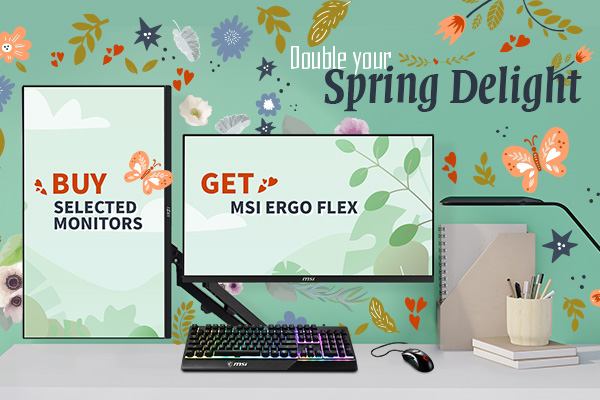 Double your
Spring Delight
BUY
SELECTED
MONITORS
GET
MSI ERGO FLEX
msi
msi